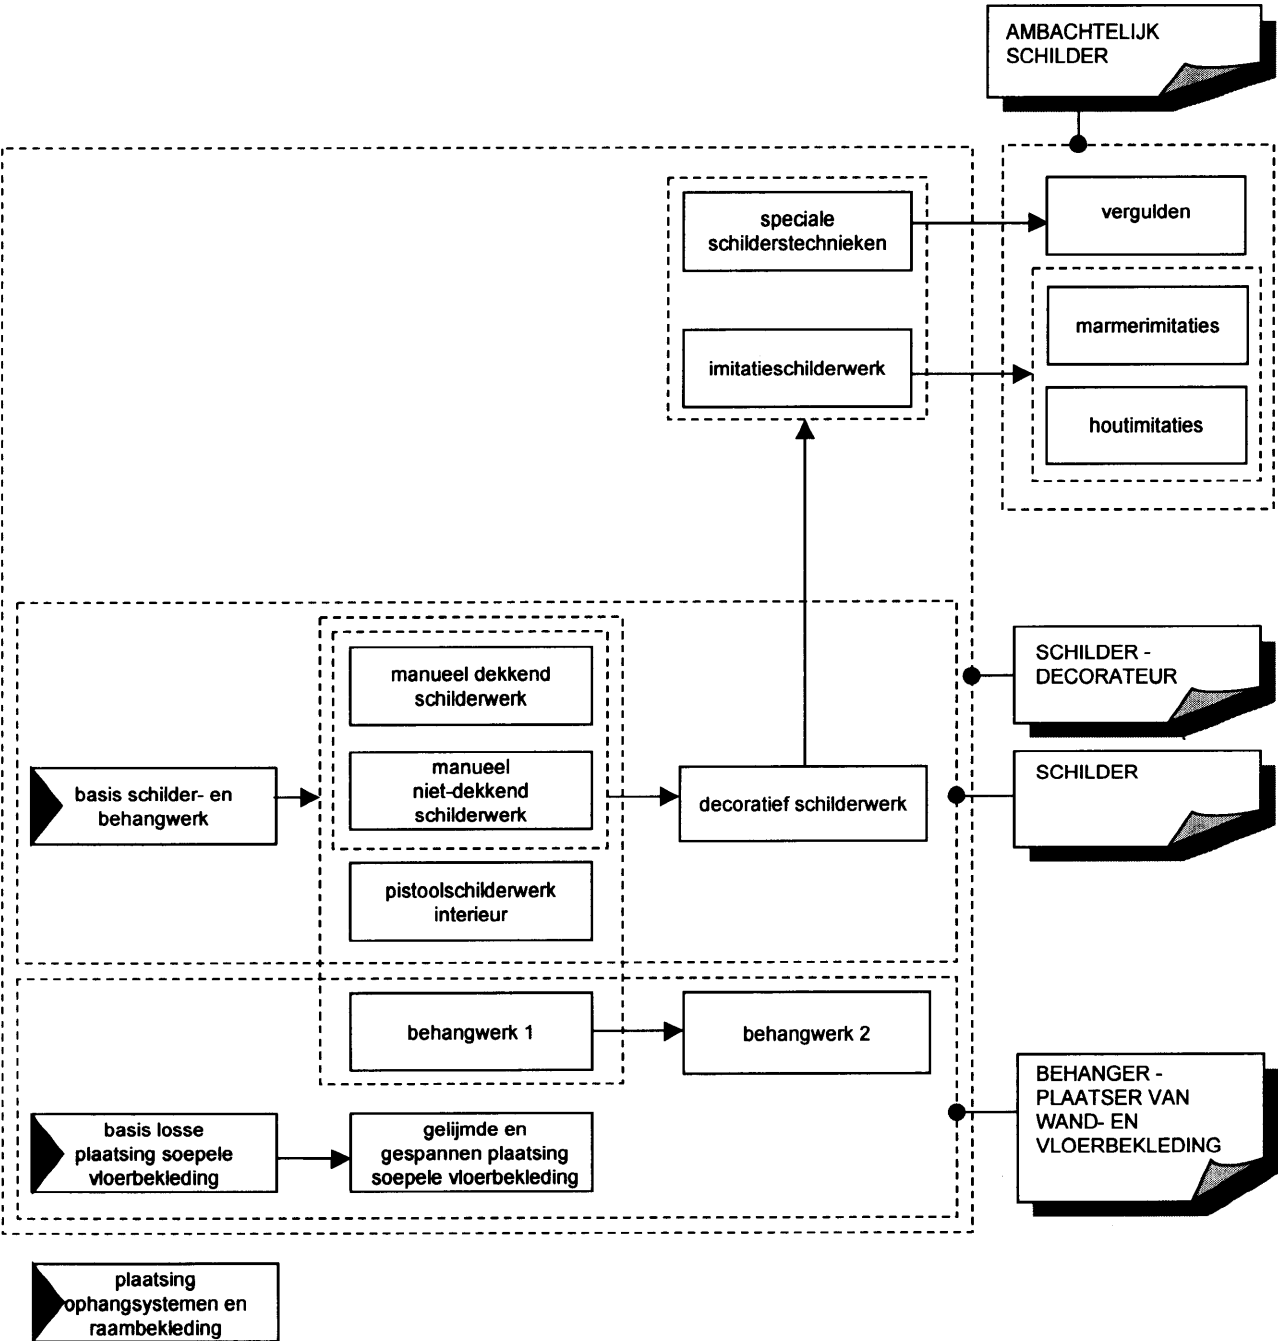 AMBACHTELIJK
SCHILDER
speciale
schilderstechnieken
vergulden
marmerimitaties
imitatieschilderwerk
houtimitaties
manueel dekkend
schilderwerk
SCHILDER -
DECORATEUR
basis schilder- en
behangwerk
manueel
niet-dekkend
schilderwerk
decoratief schilderwerk
SCHILDER
pistoolschilderwerk
interieur
behangwerk 1
behangwerk 2
BEHANGER -
PLAATSER VAN
WAND- EN
VLOERBEKLEDING
basis losse
plaatsing soepele
vloerbekleding
gelijmde en
gespannen plaatsing
soepele vloerbekleding
plaatsing
ophangsystemen en
raambekleding